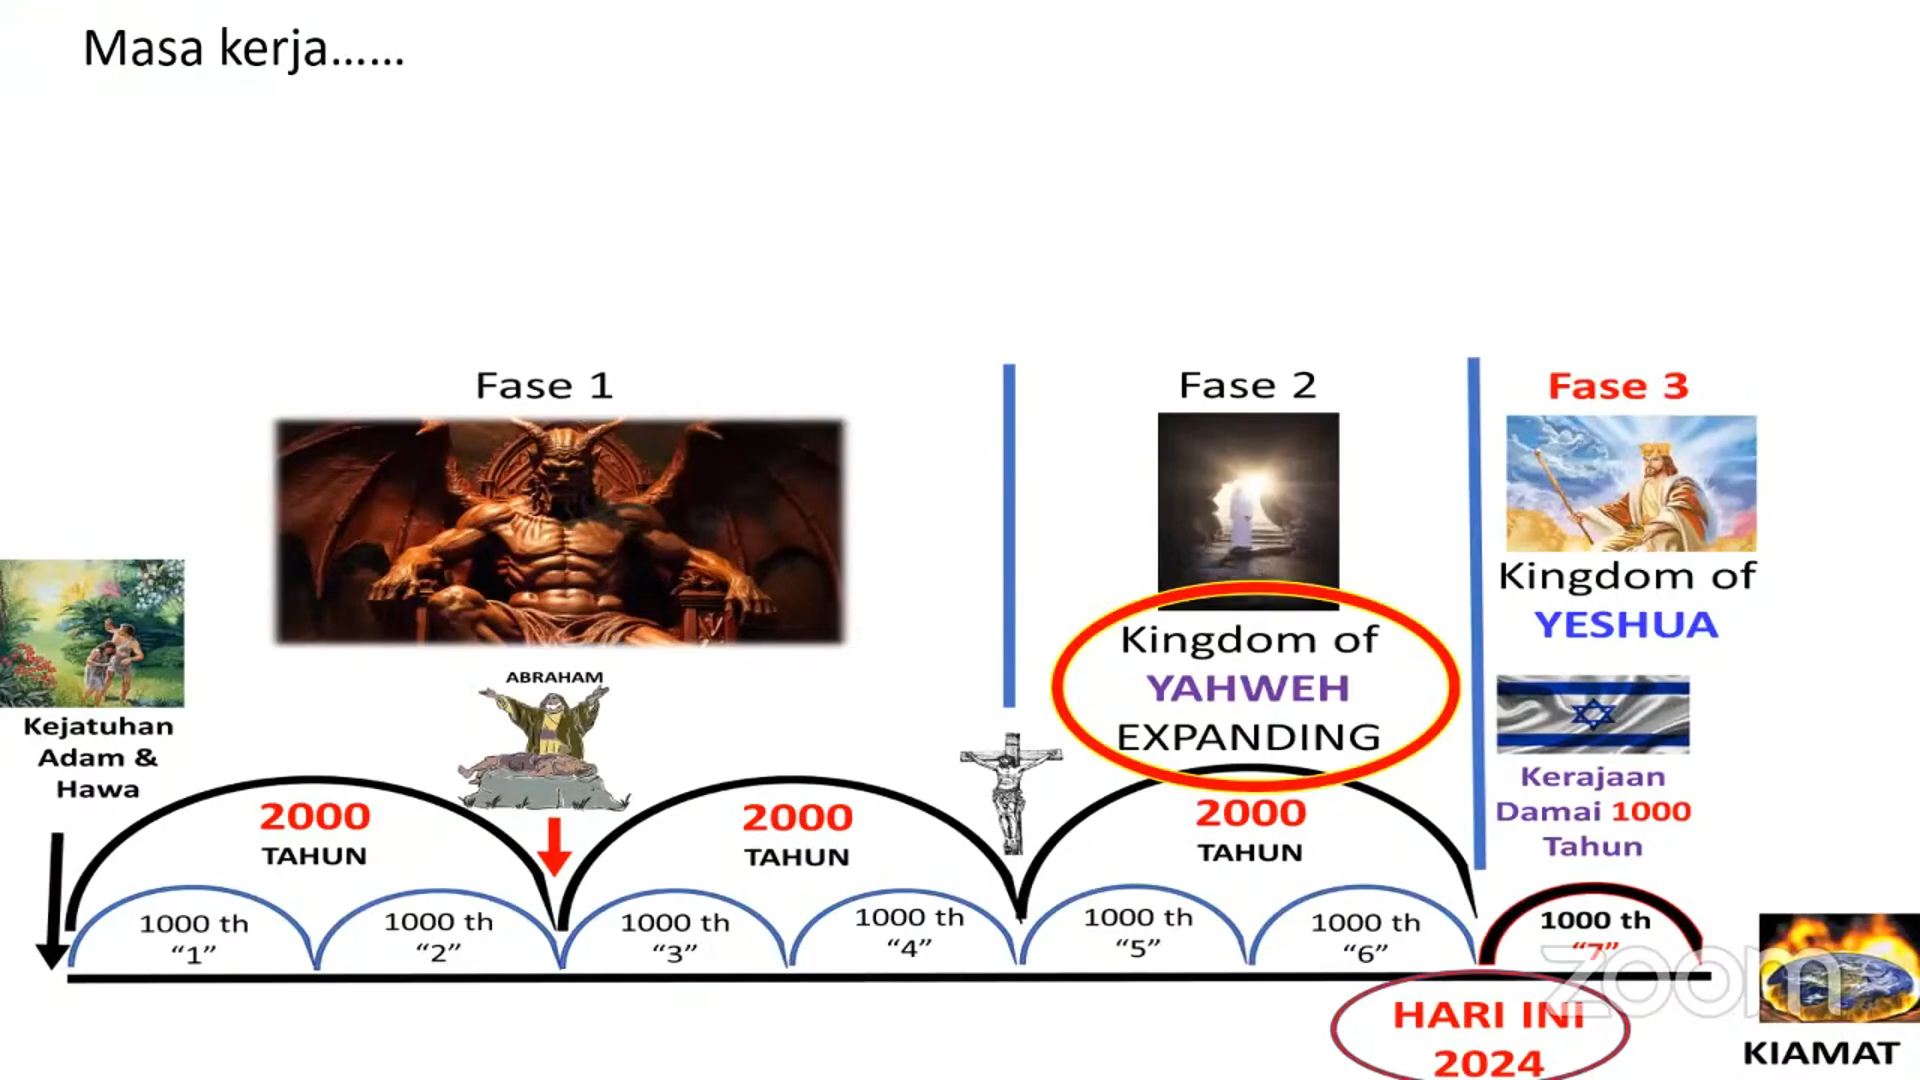 Masa kerja......
Fase 1
Fase 2
Fase 3
Kingdom of
YESHUA
Kingdom of
YAHWEH
EXPANDING
ABRAHAM
Kejatuhan
Adam &
Hawa
Kerajaan
Damai 1000
Tahun
2000
TAHUN
2000
TAHUN
2000
TAHUN
1000 th
“1”
1000 th
“2”
1000 th
“3”
1000 th
“4”
1000 th
“5”
1000 th
“6”
1000 th
“7”
zoom
HARI INI
2024
KIAMAT